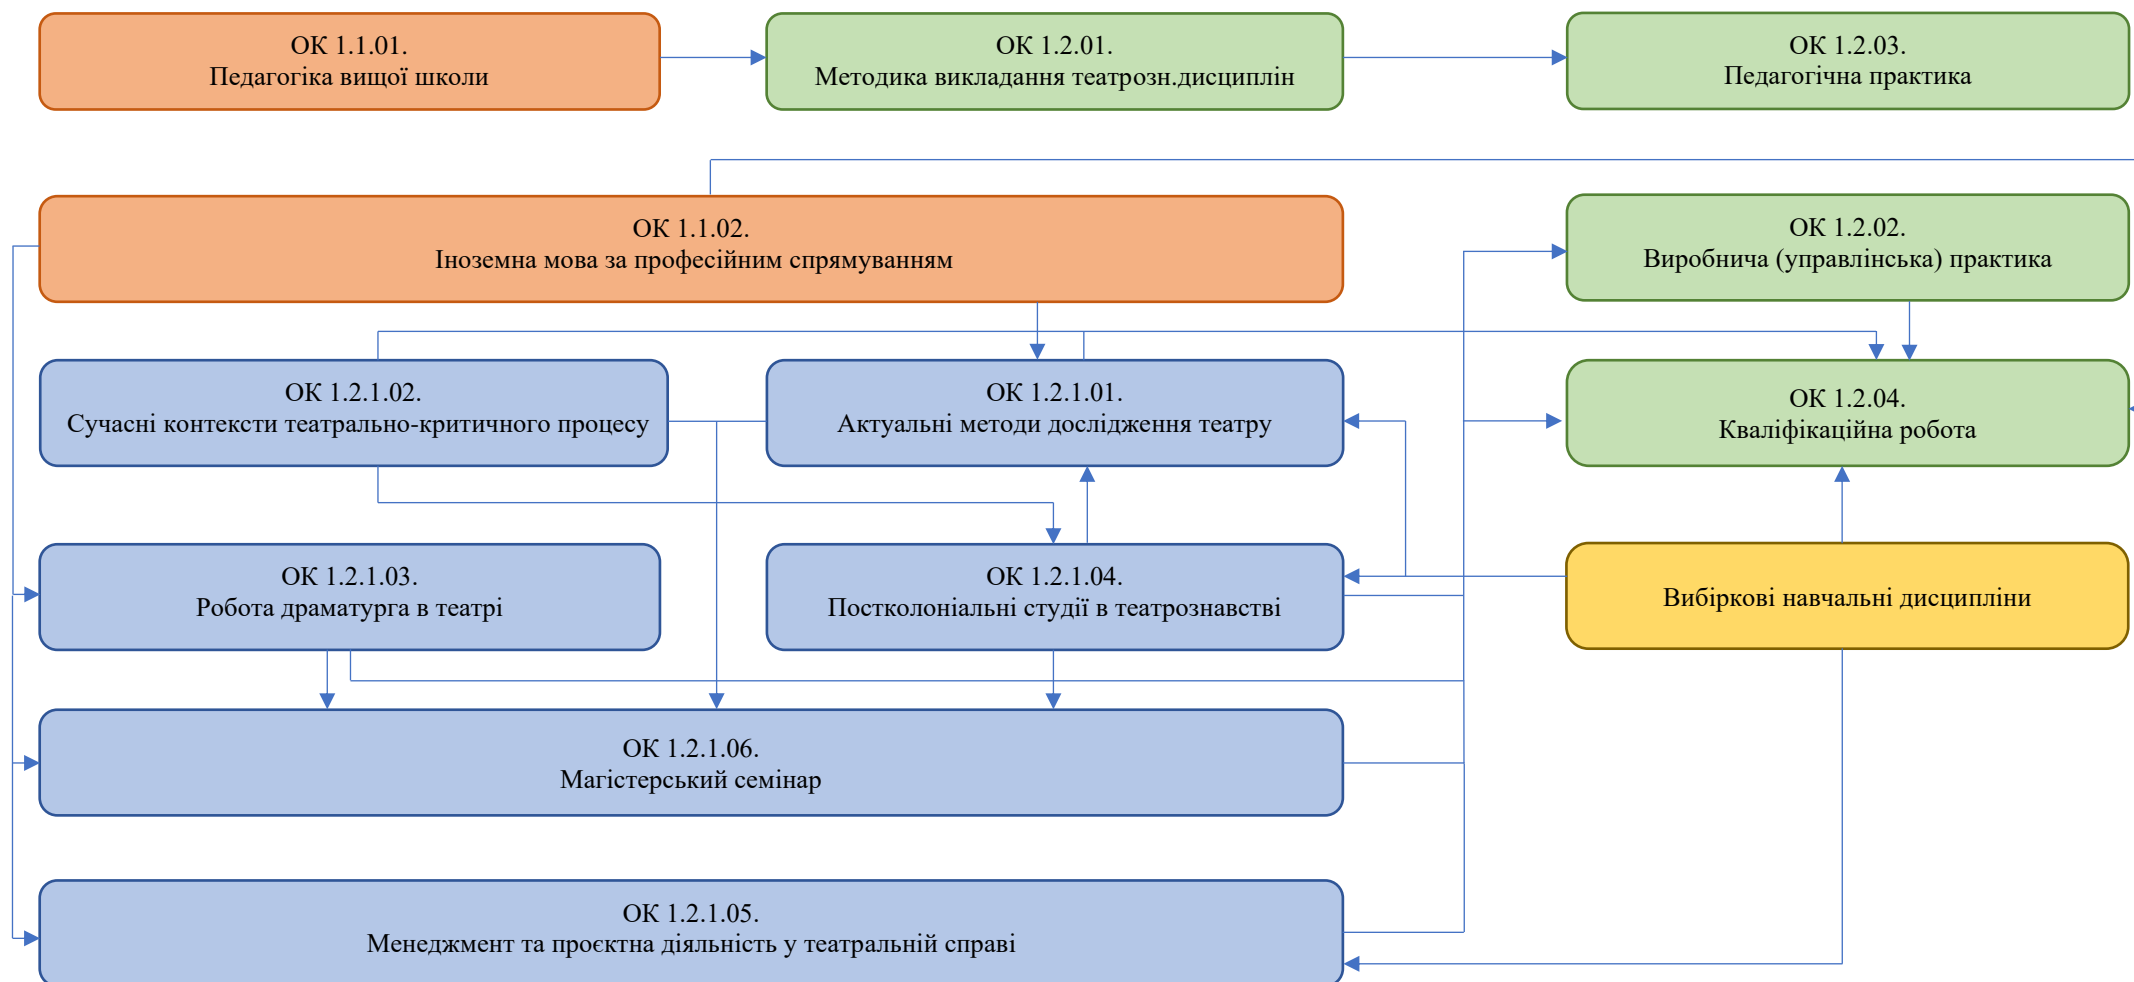 ОК 1.1.01.
Педагогіка вищої школи
ОК 1.2.01.
Методика викладання театрозн.дисциплін
ОК 1.2.03.
Педагогічна практика
ОК 1.1.02.
Іноземна мова за професійним спрямуванням
ОК 1.2.02.
Виробнича (управлінська) практика
ОК 1.2.1.02.
Сучасні контексти театрально-критичного процесу
ОК 1.2.1.01.
Актуальні методи дослідження театру
ОК 1.2.04.
Кваліфікаційна робота
ОК 1.2.1.03.
Робота драматурга в театрі
ОК 1.2.1.04.
Постколоніальні студії в театрознавстві
Вибіркові навчальні дисципліни
ОК 1.2.1.06.
Магістерський семінар
ОК 1.2.1.05.
Менеджмент та проєктна діяльність у театральній справі